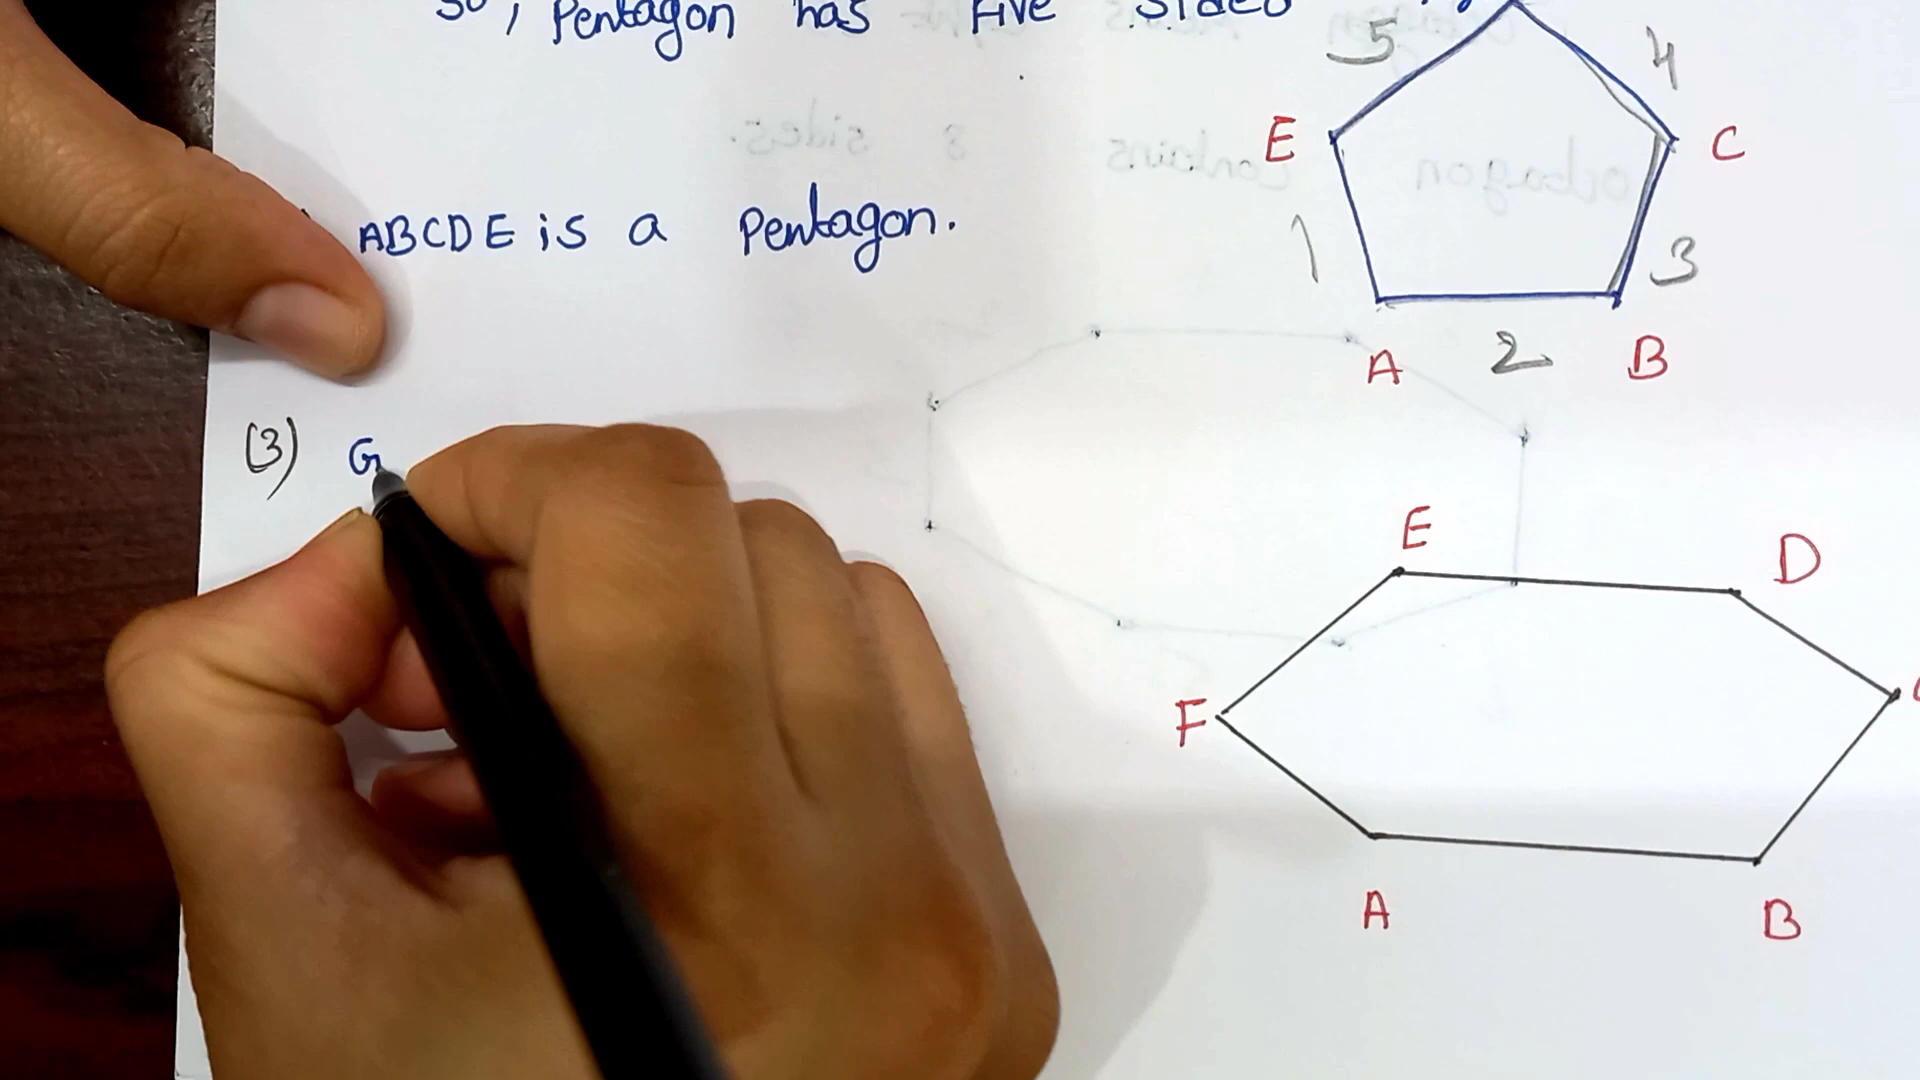 So, Pentagon has Five sides
5
4
E
C
ABCDE is a Pentagon.
1
3
A
2
B
(3) G
E
D
F
A
B